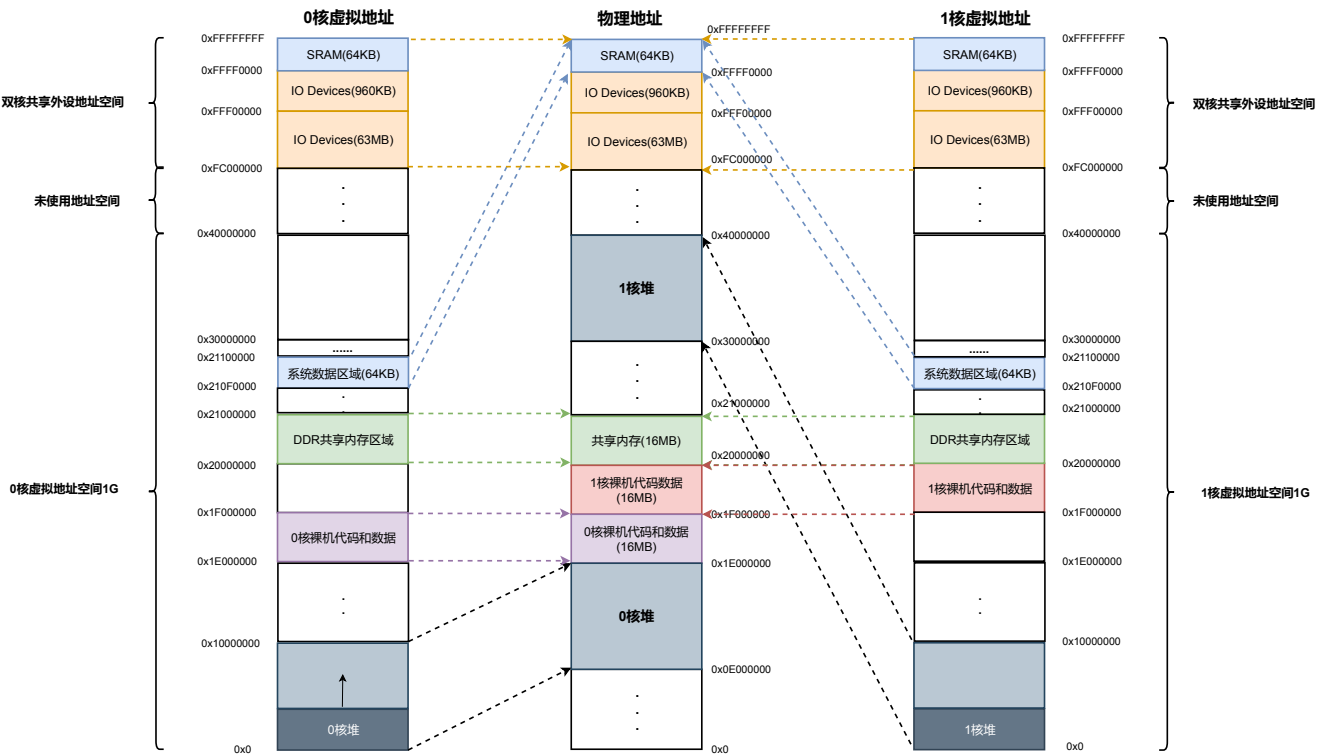 0核虚拟地址
物理地址
1核虚拟地址
0xFFFFFFFF
SRAM(64KB)
0xFFFF0000
IO Devices(960KB)
0xFFF00000
IO Devices(63MB)
0xFC000000
0x40000000
0x30000000
......
0x21100000
系统数据区域(64KB)
0x210F0000
0x21000000
DDR共享内存区域
0x20000000
0x1F000000
0核裸机代码和数据
0x1E000000
0x10000000
0核堆
0x0
双核共享外设地址空间
未使用地址空间
0核虚拟地址空间1G
0xFFFFFFFF
SRAM(64KB)
0xFFFF0000
IO Devices(960KB)
0xFFF00000
IO Devices(63MB)
0xFC000000
0x40000000
1核堆
0x30000000
0x21000000
共享内存(16MB)
0x20000000
1核裸机代码数据
(16MB)
0x1F000000
0核裸机代码数据
(16MB)
0x1E000000
0核堆
0x0E000000
0x0
0xFFFFFFFF
SRAM(64KB)
0xFFFF0000
IO Devices(960KB)
0xFFF00000
IO Devices(63MB)
0xFC000000
0x40000000
0x30000000
......
0x21100000
系统数据区域(64KB)
0x210F0000
0x21000000
DDR共享内存区域
0x20000000
1核裸机代码和数据
0x1F000000
0x1E000000
0x10000000
1核堆
0x0
双核共享外设地址空间
未使用地址空间
1核虚拟地址空间1G